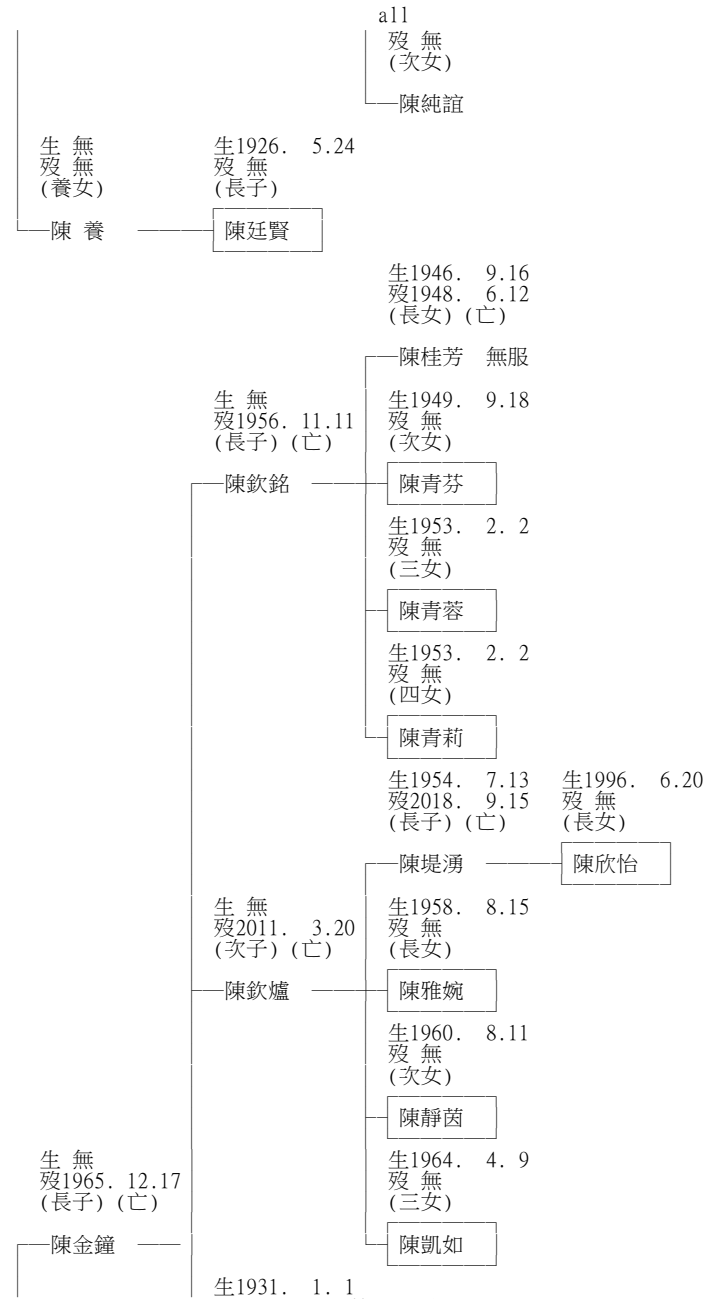 all
歿 無
(次女)
陳純誼
生 無
歿 無
(養女)
陳 養
生1926. 5.24
歿 無
(長子)
陳廷賢
生1946. 9.16
歿1948. 6.12
(長女)(亡)
陳桂芳 無服
生 無
歿1956. 11.11
(長子)(亡)
陳欽銘
生1949. 9.18
歿 無
(次女)
陳青芬
生1953. 2. 2
歿 無
(三女)
陳青蓉
生1953. 2. 2
歿 無
(四女)
陳青莉
生1954. 7.13
歿2018. 9.15
(長子)(亡)
陳堤湧
生1996. 6.20
歿 無
(長女)
陳欣怡
生 無
歿2011. 3.20
(次子)(亡)
陳欽爐
生1958. 8.15
歿 無
(長女)
陳雅婉
生1960. 8.11
歿 無
(次女)
陳靜茵
生 無
歿1965. 12.17
(長子)(亡)
陳金鐘
生1964. 4. 9
歿 無
(三女)
陳凱如
生1931. 1. 1